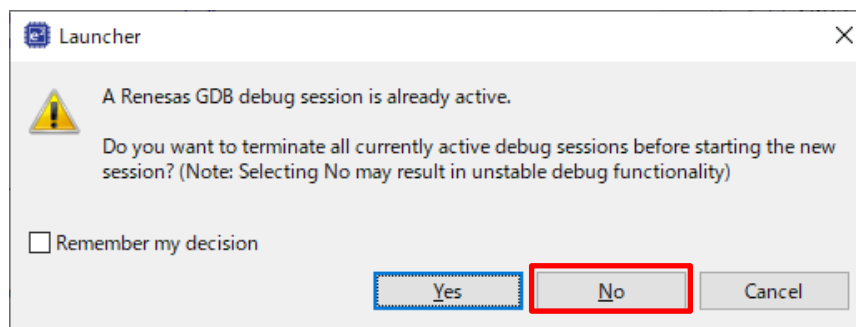 Launcher
A Renesas GDB debug session is already active.
Do you want to terminate all currently active debug sessions before starting the new
session? (Note: Selecting No may result in unstable debug functionality)
Remember my decision
Yes No Cancel